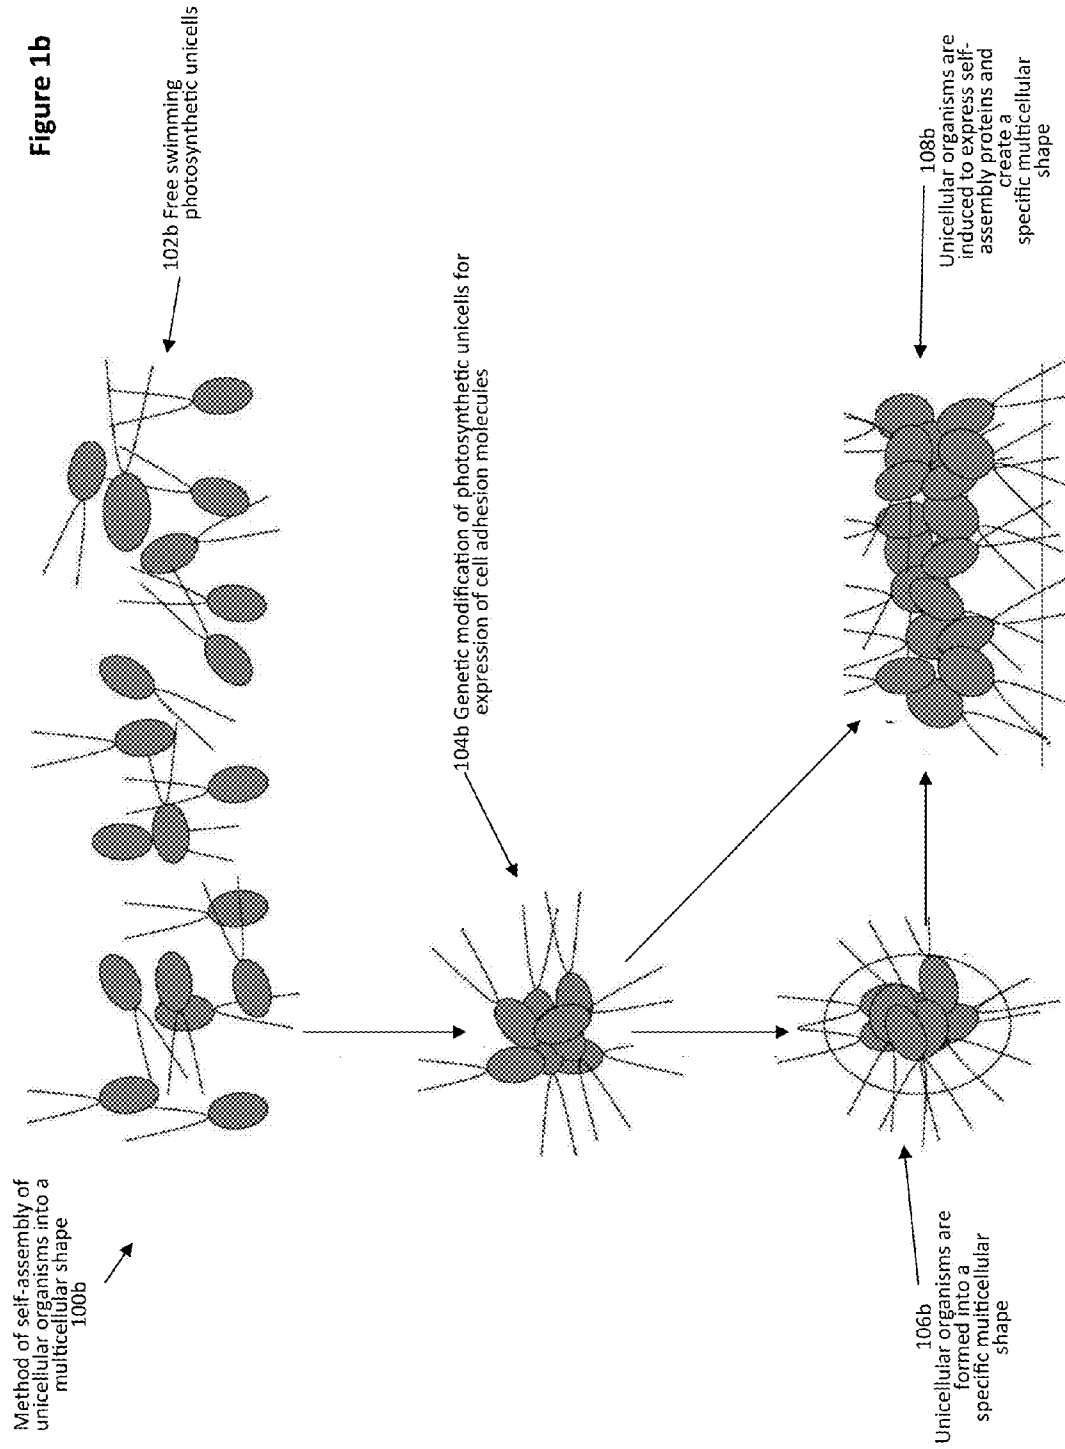 Figure 1b
Method of self-assembly of
unicellular organisms into a
multicellular shape
100b
102b Free swimming
photosynthetic unicells
104b Genetic modification of photosynthetic unicells for
expression of cell adhesion molecules
106b
Unicellular organisms are
formed into a
specific multicellular
shape
108b
Unicellular organisms are
induced to express self-
assembly proteins and
create a
specific multicellular
shape